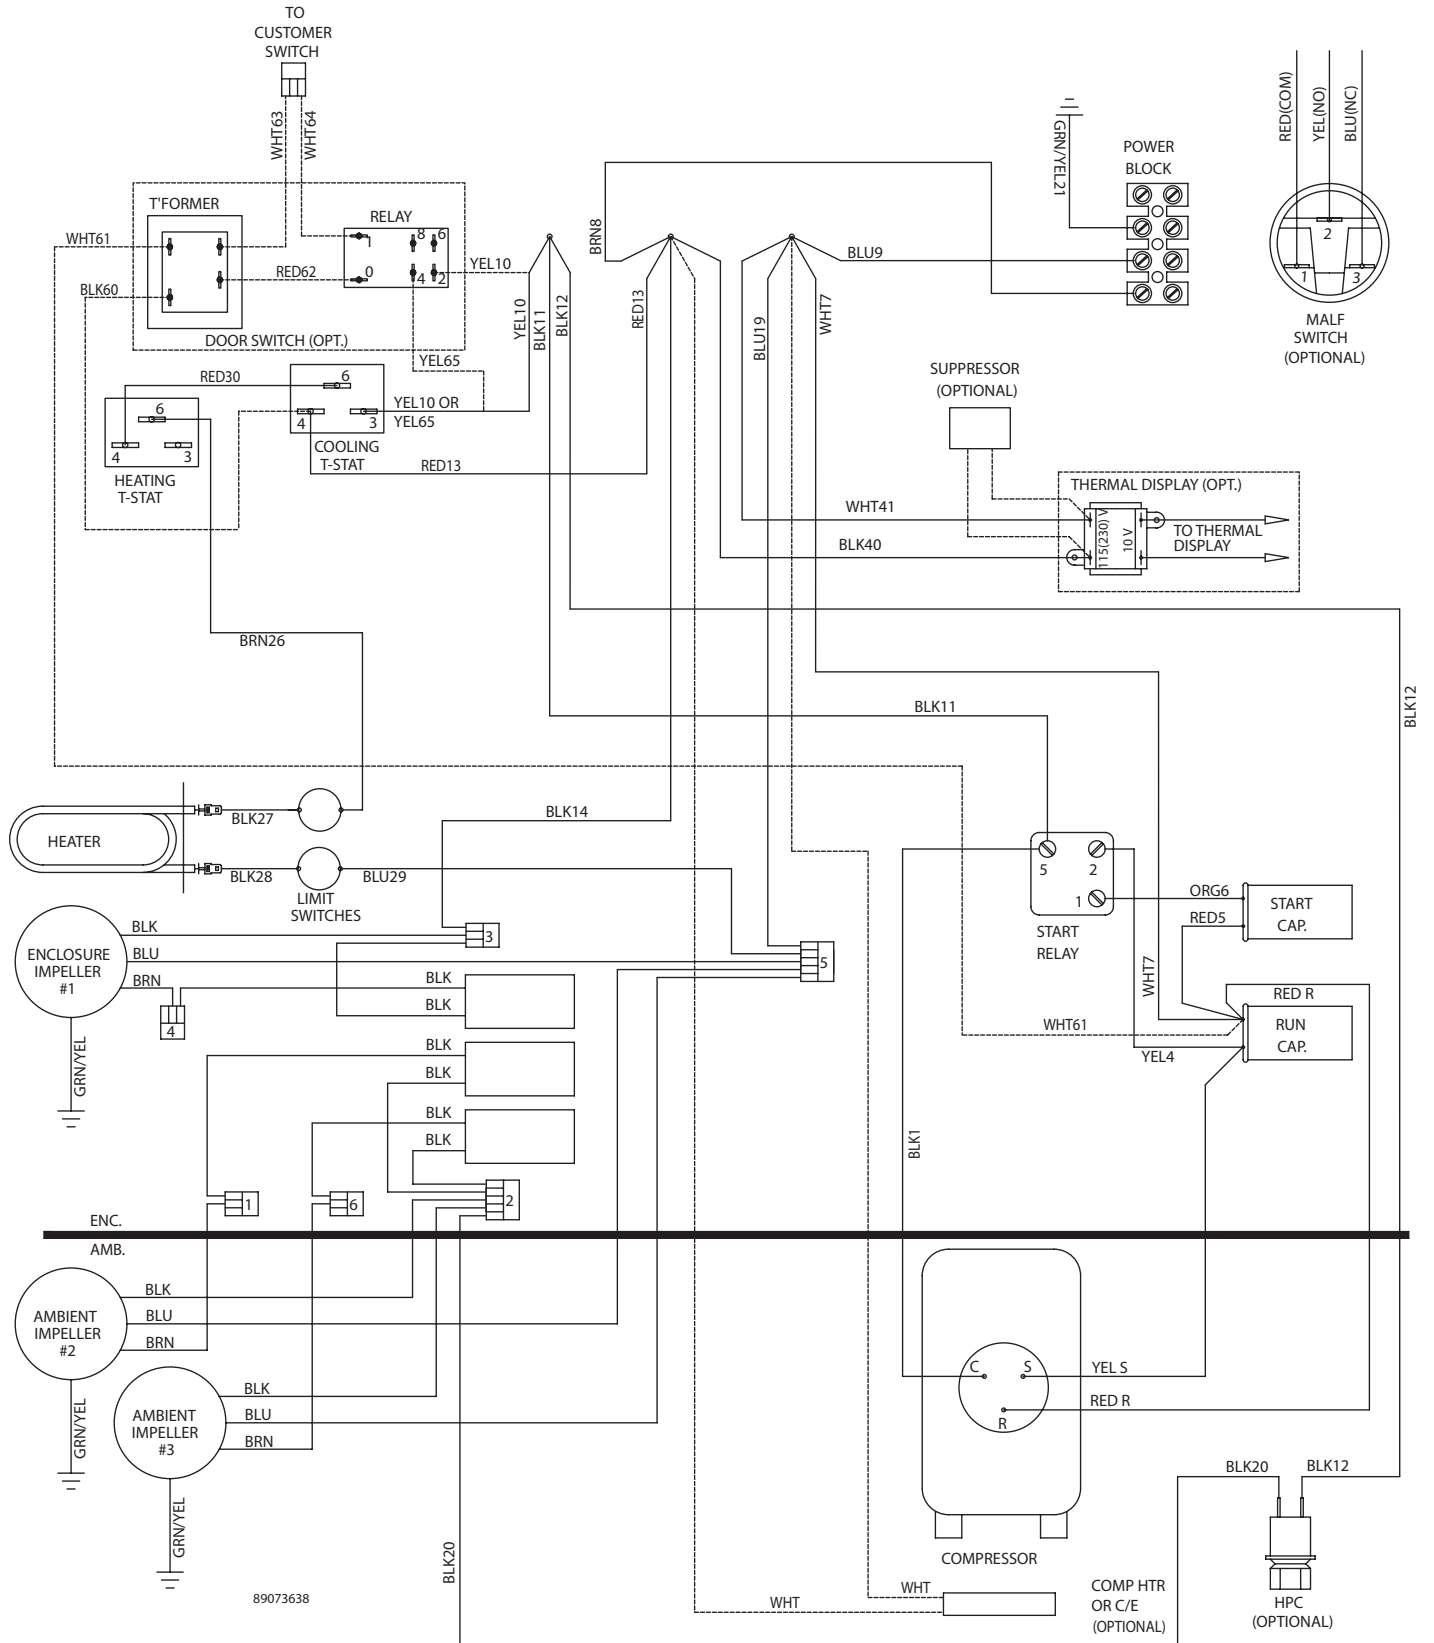 TO
CUSTOMER
SWITCH
WHT63
WHT64
T'FORMER
RELAY
8
6
1
0
4
2
WHT61
RED62
BLK60
DOOR SWITCH (OPT.)
YEL10
YEL65
YEL10
BLK11
BLK12
BRN8
RED13
BLU19
WHT7
BLU9
GRN/YEL21
POWER
BLOCK
RED(COM)
YEL(NO)
BLU(NC)
2
1
3
MALF
SWITCH
(OPTIONAL)
RED30
6
YEL10 OR
YEL65
4
3
COOLING
T-STAT
6
4
3
HEATING
T-STAT
RED13
SUPPRESSOR
(OPTIONAL)
THERMAL DISPLAY (OPT.)
WHT41
BLK40
115(230) V
10 V
TO THERMAL
DISPLAY
BRN26
BLK11
BLK12
BLK14
HEATER
BLK27
BLK28
BLU29
LIMIT
SWITCHES
5
2
1
START
RELAY
ORG6
RED5
START
CAP.
ENCLOSURE
IMPELLER
#1
BLK
BLU
BRN
3
5
4
BLK
BLK
WHT7
RED R
RUN
CAP.
WHT61
YEL4
GRN/YEL
BLK
BLK
BLK
BLK
BLK1
1
6
2
ENC.
AMB.
AMBIENT
IMPELLER
#2
BLK
BLU
BRN
GRN/YEL
AMBIENT
IMPELLER
#3
BLK
BLU
BRN
GRN/YEL
C
S
R
YEL S
RED R
COMPRESSOR
BLK20
BLK12
BLK20
89073638
WHT
WHT
COMP HTR
OR C/E
(OPTIONAL)
HPC
(OPTIONAL)